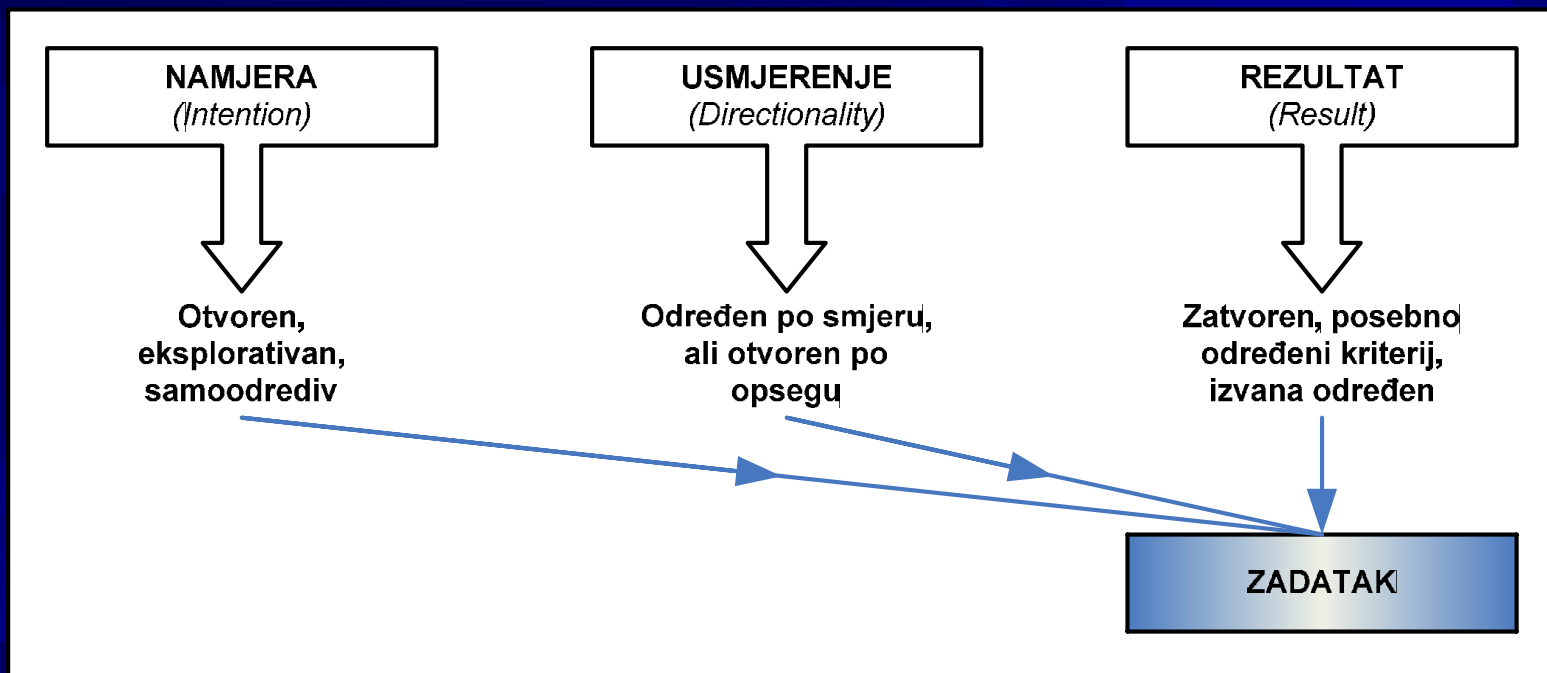 NAMJERA
(Intention)
Otvoren,
eksplorativan,
samoodrediv
USMJERENJE
(Directionality)
Određen po smjeru,
ali otvoren po
opsegu
REZULTAT
(Result)
Zatvoren, posebno
određeni kriterij,
izvana određen
ZADATAK